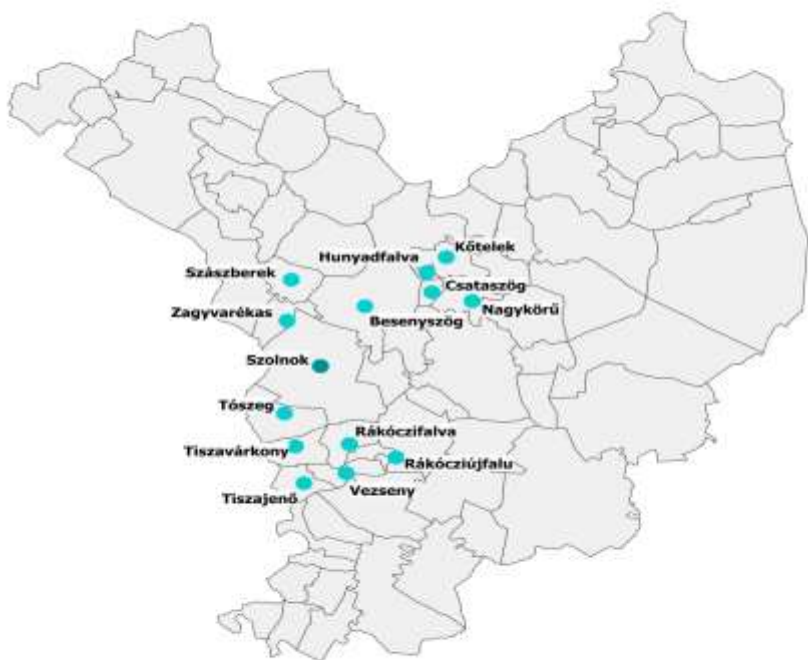 Kőtelek
Hunyadfalva
Szászberek
Csataszög
Nagykörű
Zagyvarékas
Besenyszög
Szolnok
Tószeg
Rákóczifalva
Tiszavárkony
Rákócziújfalu
Vezseny
Tiszajenő